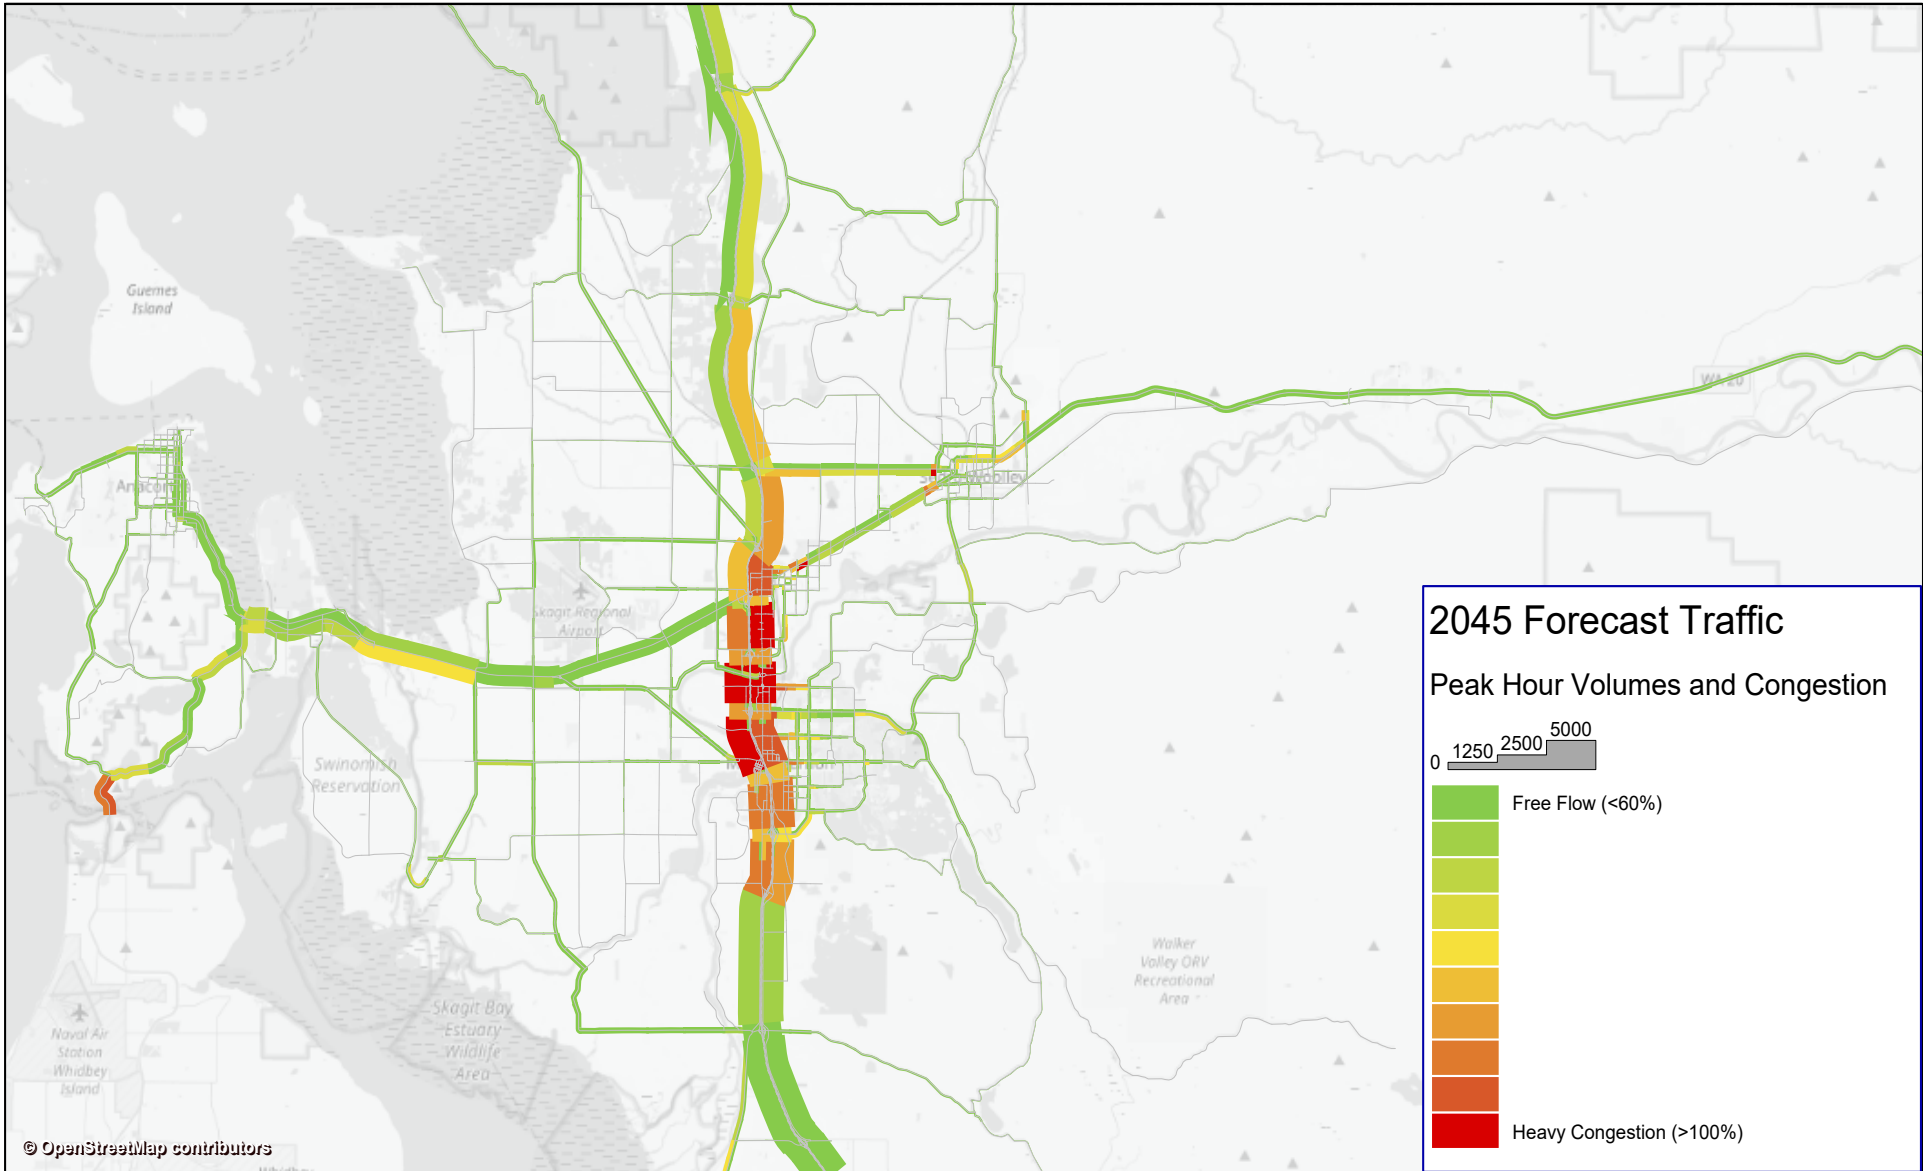 Guemes
Island
WA 20
Skagit Regional
Airport
Swinomish
Reservation
2045 Forecast Traffic
Peak Hour Volumes and Congestion
0 1250 2500 5000
Free Flow (<60%)
Heavy Congestion (>100%)
Walker
Valley ORV
Recreational
Area
Skagit Bay
Estuary
Wildlife
Area
Naval Air
Station
Whidbey
Island
© OpenStreetMap contributors